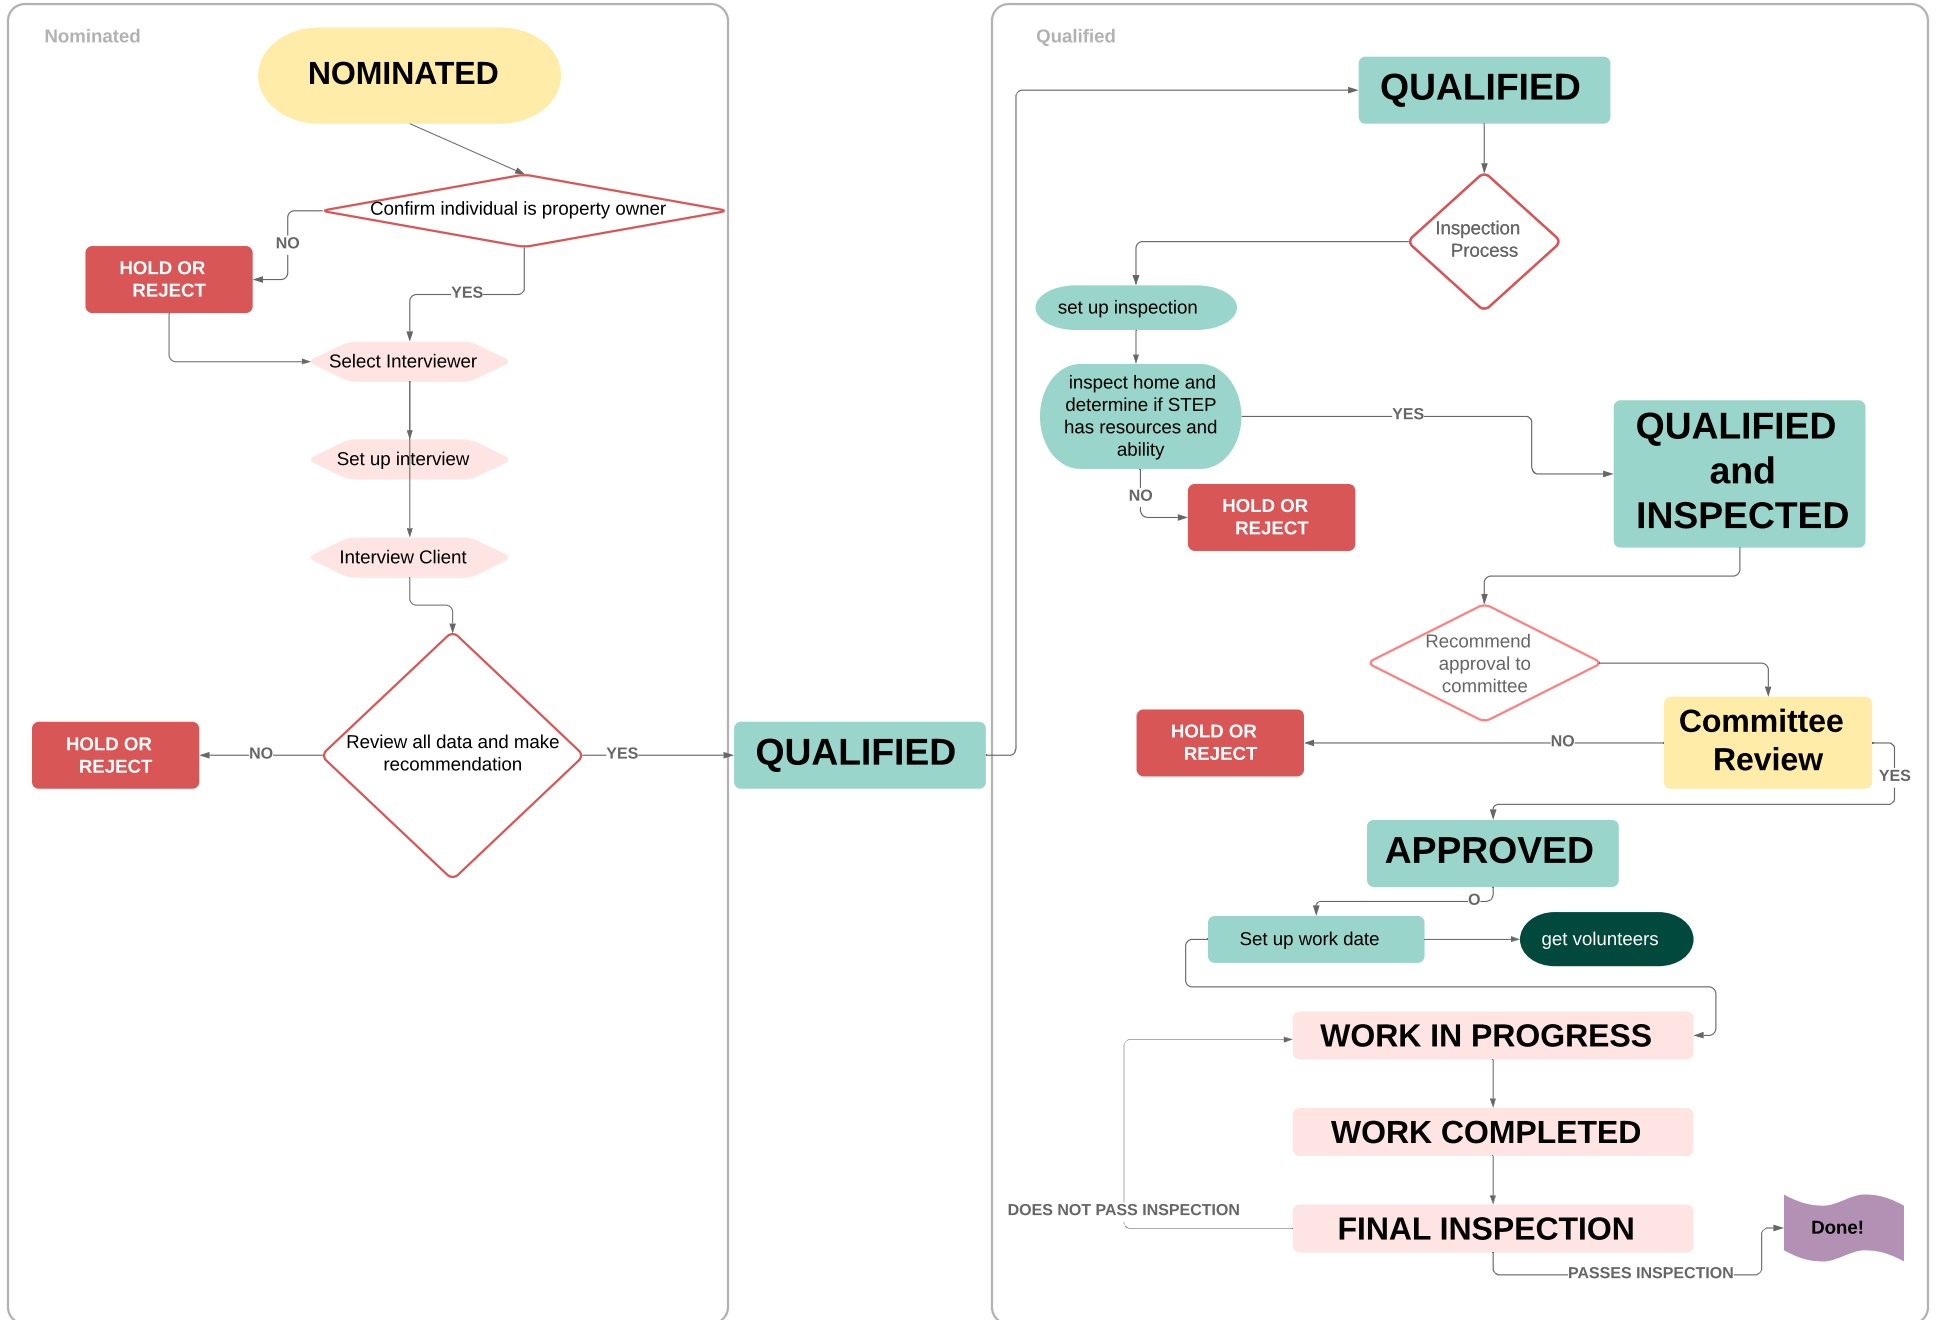 Nominated
NOMINATED
Confirm individual is property owner
NO
HOLD OR
REJECT
YES
Select Interviewer
Set up interview
Interview Client
Review all data and make
recommendation
NO
HOLD OR
REJECT
YES
QUALIFIED
Qualified
QUALIFIED
Inspection
Process
set up inspection
inspect home and
determine if STEP
has resources and
ability
YES
NO
HOLD OR
REJECT
QUALIFIED
and
INSPECTED
Recommend
approval to
committee
Committee
Review
NO
HOLD OR
REJECT
YES
APPROVED
O
Set up work date
get volunteers
WORK IN PROGRESS
WORK COMPLETED
DOES NOT PASS INSPECTION
FINAL INSPECTION
PASSES INSPECTION
Done!